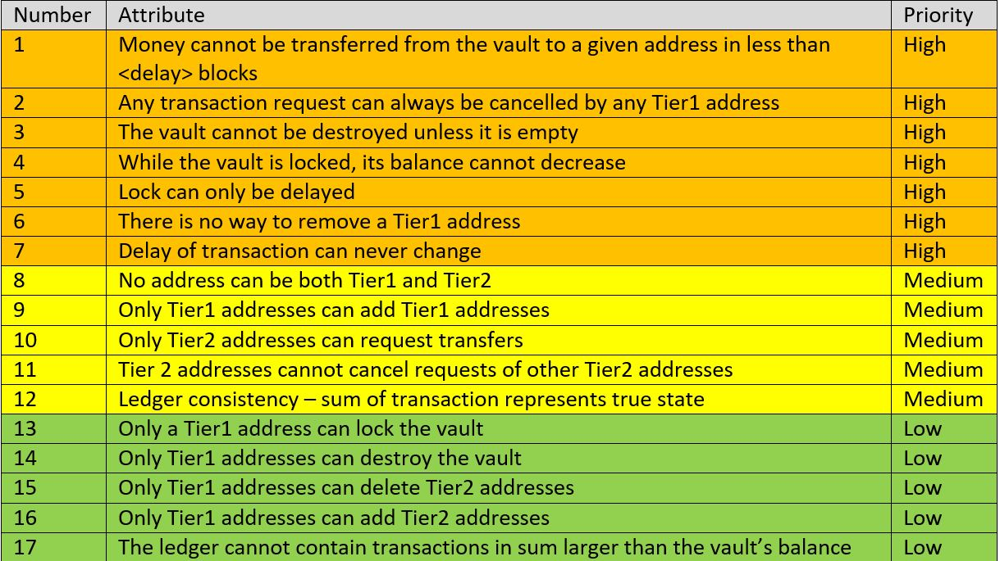 Number Attribute Priority
1 Money cannot be transferred from the vault to a given address in less than High
<delay> blocks
2 Any transaction request can always be cancelled by any Tier1 address High
3 The vault cannot be destroyed unless it is empty High
4 While the vault is locked, its balance cannot decrease High
5 Lock can only be delayed High
6 There is no way to remove a Tier1 address High
7 Delay of transaction can never change High
8 No address can be both Tier1 and Tier2 Medium
9 Only Tier1 addresses can add Tier1 addresses Medium
10 Only Tier2 addresses can request transfers Medium
11 Tier 2 addresses cannot cancel requests of other Tier2 addresses Medium
12 Ledger consistency – sum of transaction represents true state Medium
13 Only a Tier1 address can lock the vault Low
14 Only Tier1 addresses can destroy the vault Low
15 Only Tier1 addresses can delete Tier2 addresses Low
16 Only Tier1 addresses can add Tier2 addresses Low
17 The ledger cannot contain transactions in sum larger than the vault’s balance Low